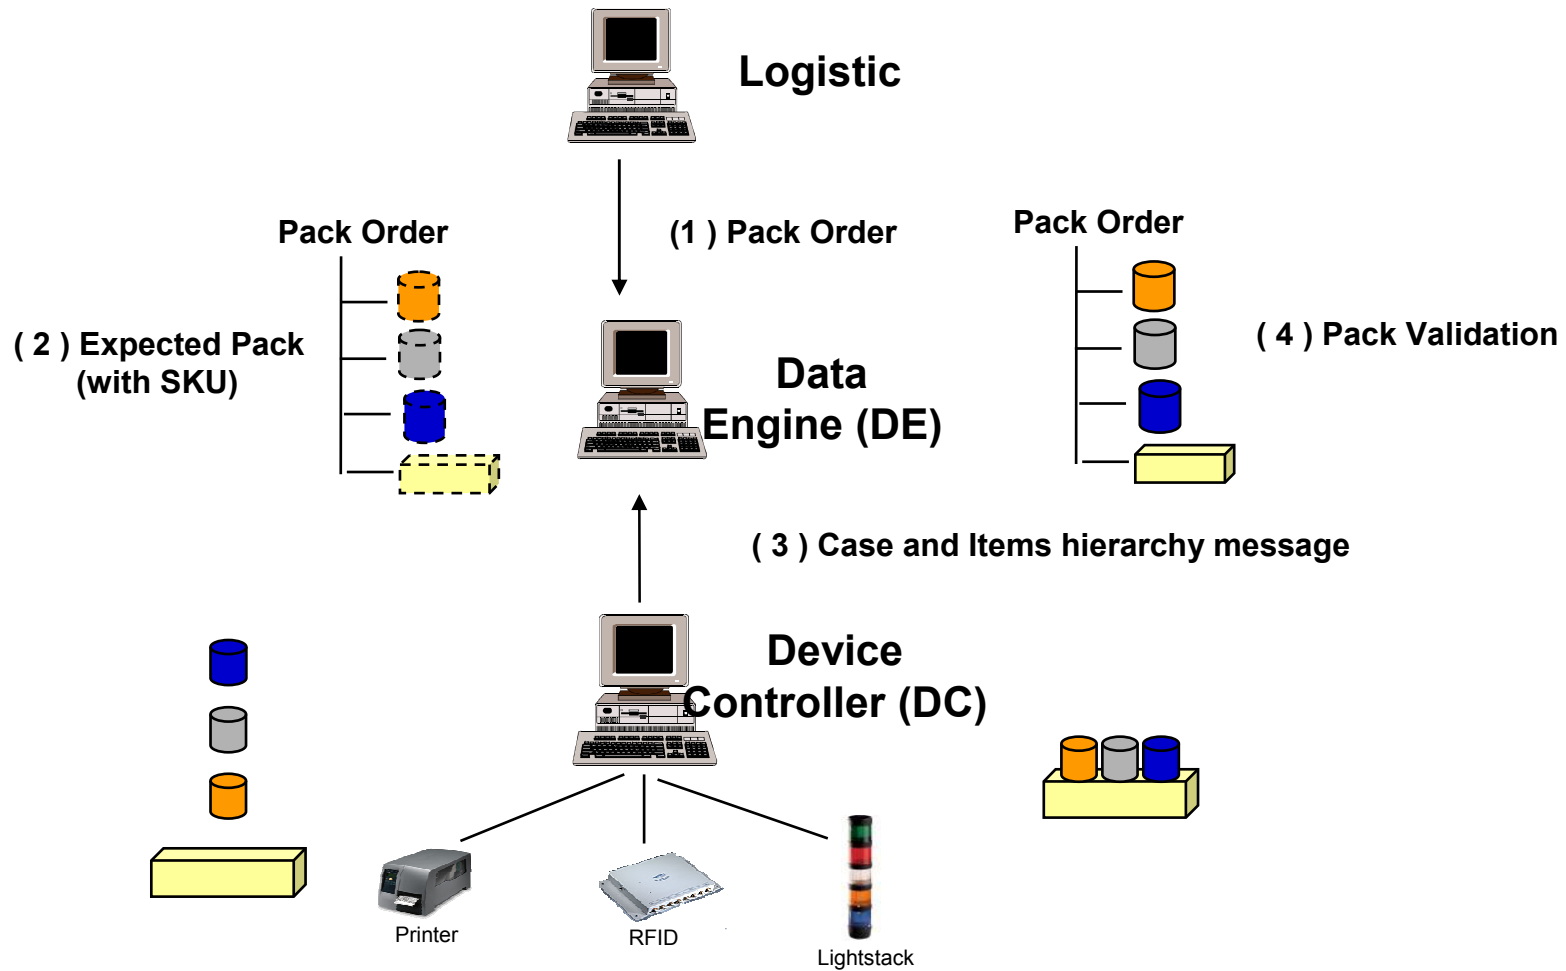 Logistic
Pack Order
(1 ) Pack Order
Pack Order
( 2 ) Expected Pack
(with SKU)
( 4 ) Pack Validation
Data
Engine (DE)
( 3 ) Case and Items hierarchy message
Device
Controller (DC)
Printer
RFID
Lightstack